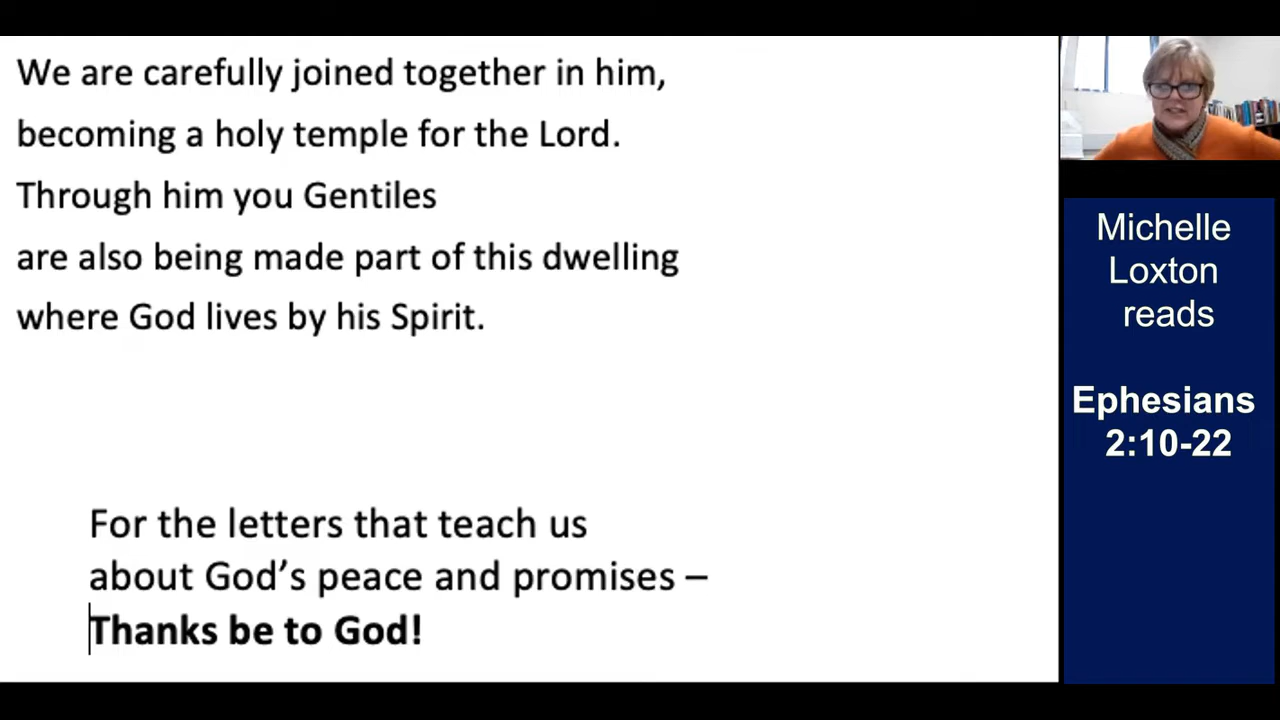 We are carefully joined together in him,
becoming a holy temple for the Lord.
Through him you Gentiles
are also being made part of this dwelling
where God lives by his Spirit.
For the letters that teach us
about God’s peace and promises –
Thanks be to God!
Michelle
Loxton
reads
Ephesians
2:10-22